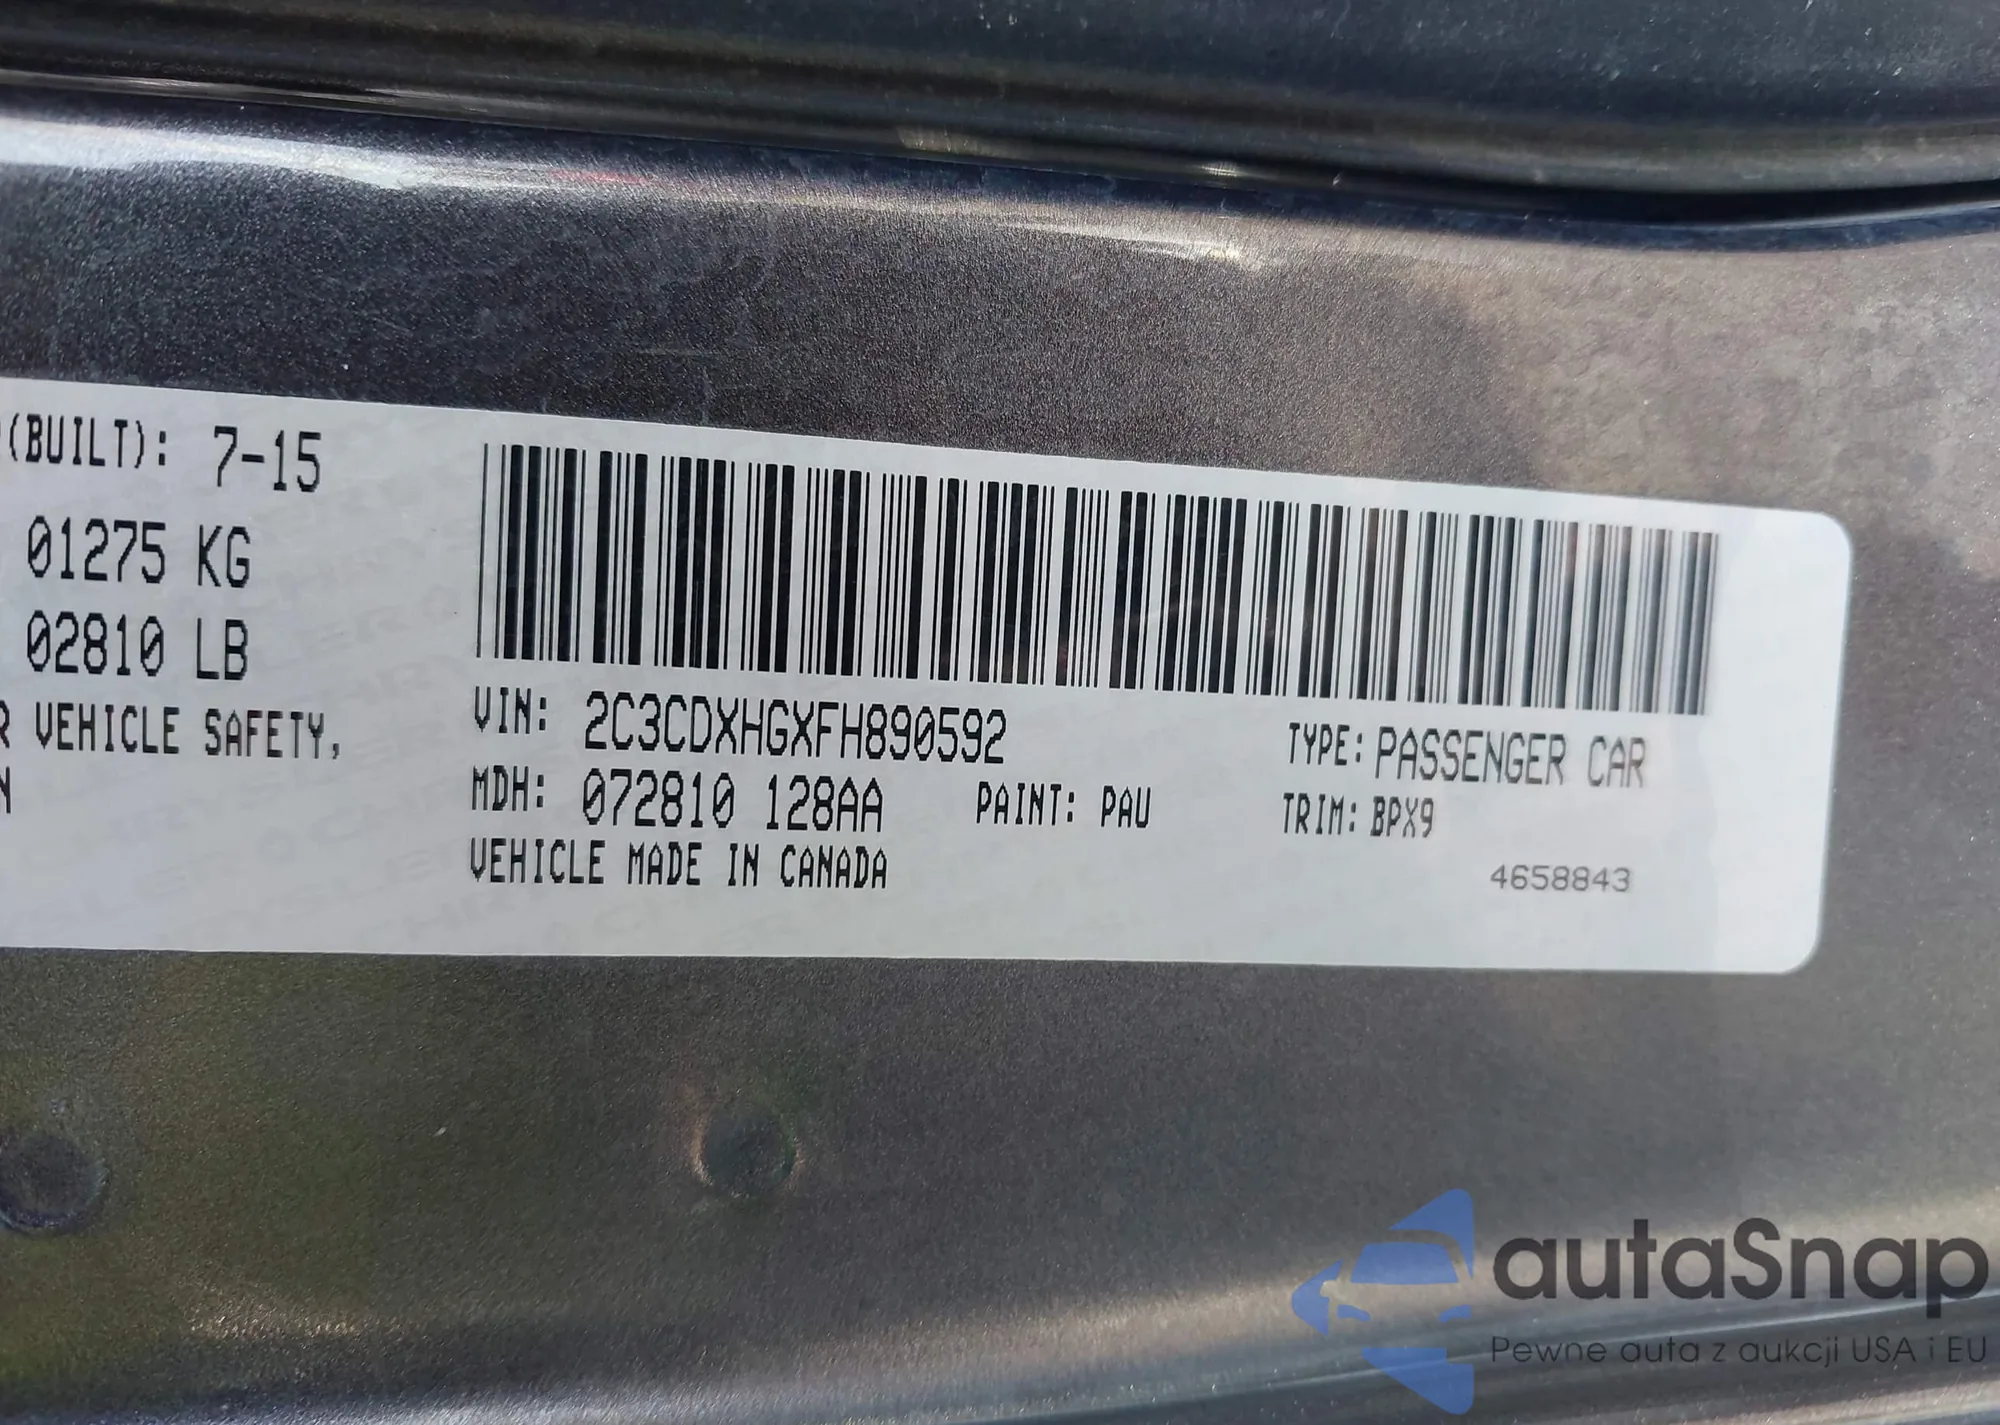 (BUILT): 7-15
01275 KG
02810 LB
R VEHICLE SAFETY,
N
VIN: 2C3CDXHGXFH890592
TYPE: PASSENGER CAR
MDH: 072810 128AA
PAINT: PAU
TRIM: BPX9
VEHICLE MADE IN CANADA
4658843
autaSnap
Pewne auta z aukcji USA i EU